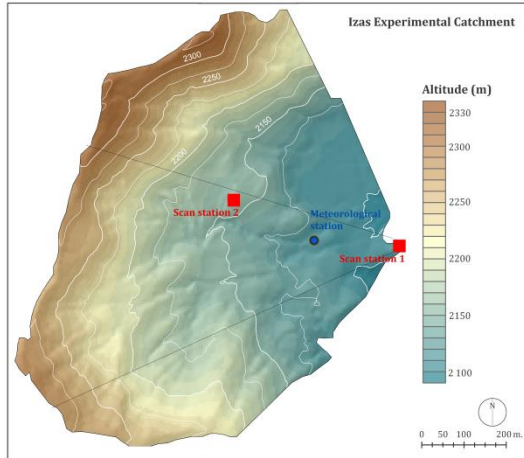 Izas Experimental Catchment
2300
2250
2150
2200
Altitude (m)
2330
2300
2250
2200
2150
2 100
Scan station 2
Meteorological
station
Scan station 1
N
0 50 100 200 m.